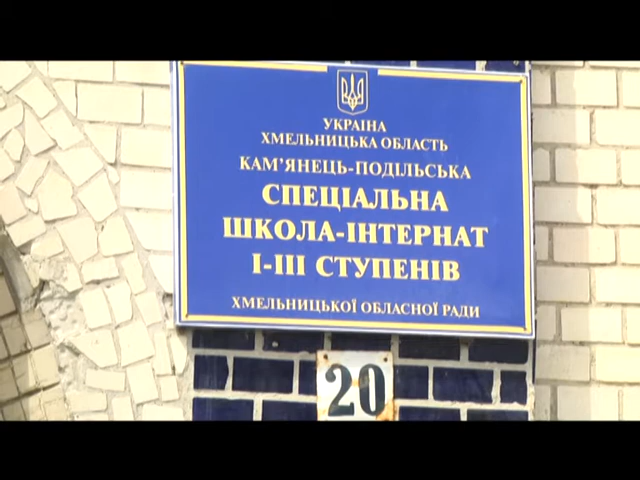 УКРАЇНА
ХМЕЛЬНИЦЬКА ОБЛАСТЬ
КАМ'ЯНЕЦЬ-ПОДІЛЬСЬКА
СПЕЦІАЛЬНА
ШКОЛА-ІНТЕРНАТ
І-ІІІ СТУПЕНІВ
ХМЕЛЬНИЦЬКОЇ ОБЛАСНОЇ РАДИ
20